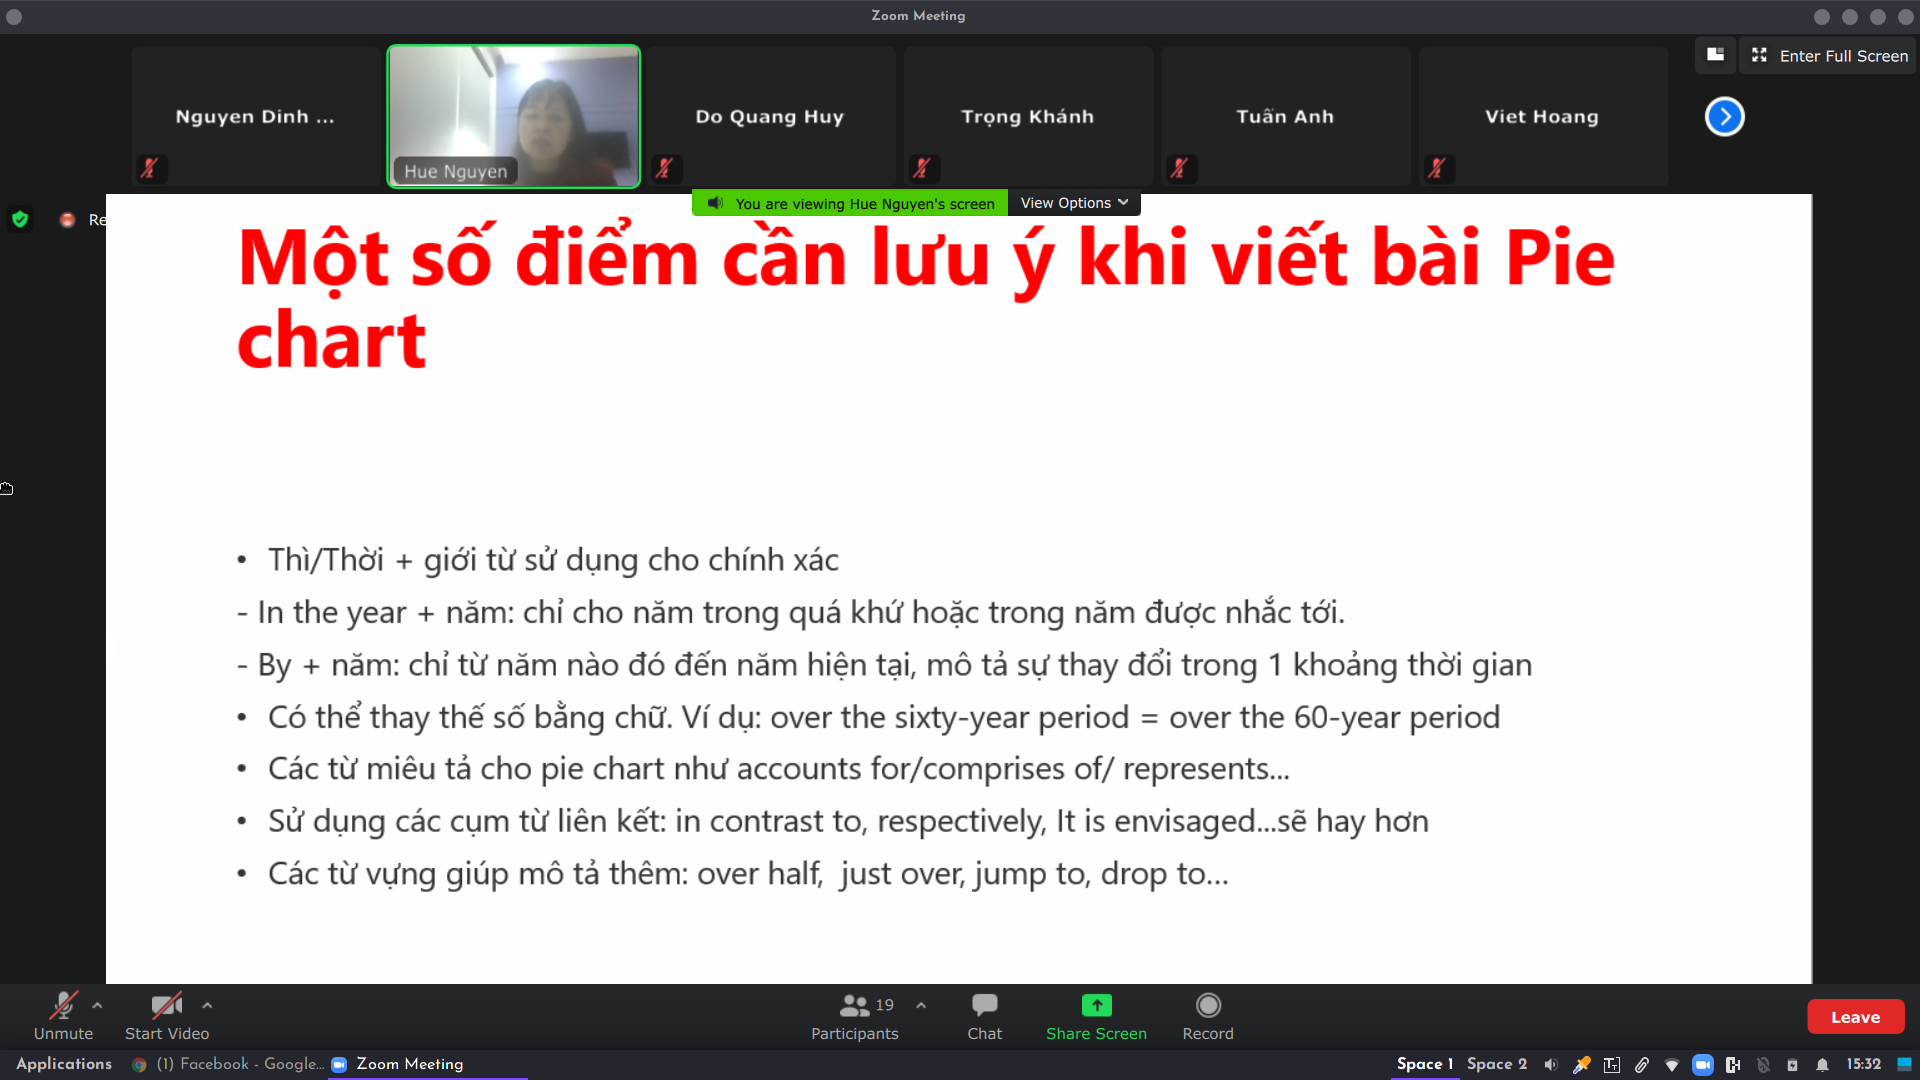 Zoom Meeting
Enter Full Screen
Nguyen Dinh ...
Hue Nguyen
Do Quang Huy
Trọng Khánh
Tuấn Anh
Viet Hoang
You are viewing Hue Nguyen's screen
View Options
Re
Một số điểm cần lưu ý khi viết bài Pie
chart
• Thì/Thời + giới từ sử dụng cho chính xác
- In the year + năm: chỉ cho năm trong quá khứ hoặc trong năm được nhắc tới.
- By + năm: chỉ từ năm nào đó đến năm hiện tại, mô tả sự thay đổi trong 1 khoảng thời gian
• Có thể thay thế số bằng chữ. Ví dụ: over the sixty-year period = over the 60-year period
• Các từ miêu tả cho pie chart như accounts for/comprises of/ represents...
• Sử dụng các cụm từ liên kết: in contrast to, respectively, It is envisaged...sẽ hay hơn
• Các từ vựng giúp mô tả thêm: over half,  just over, jump to, drop to...
Unmute
Start Video
19
Participants
Chat
Share Screen
Record
Leave
Applications
(1) Facebook - Google...
Zoom Meeting
Space 1
Space 2
15:32